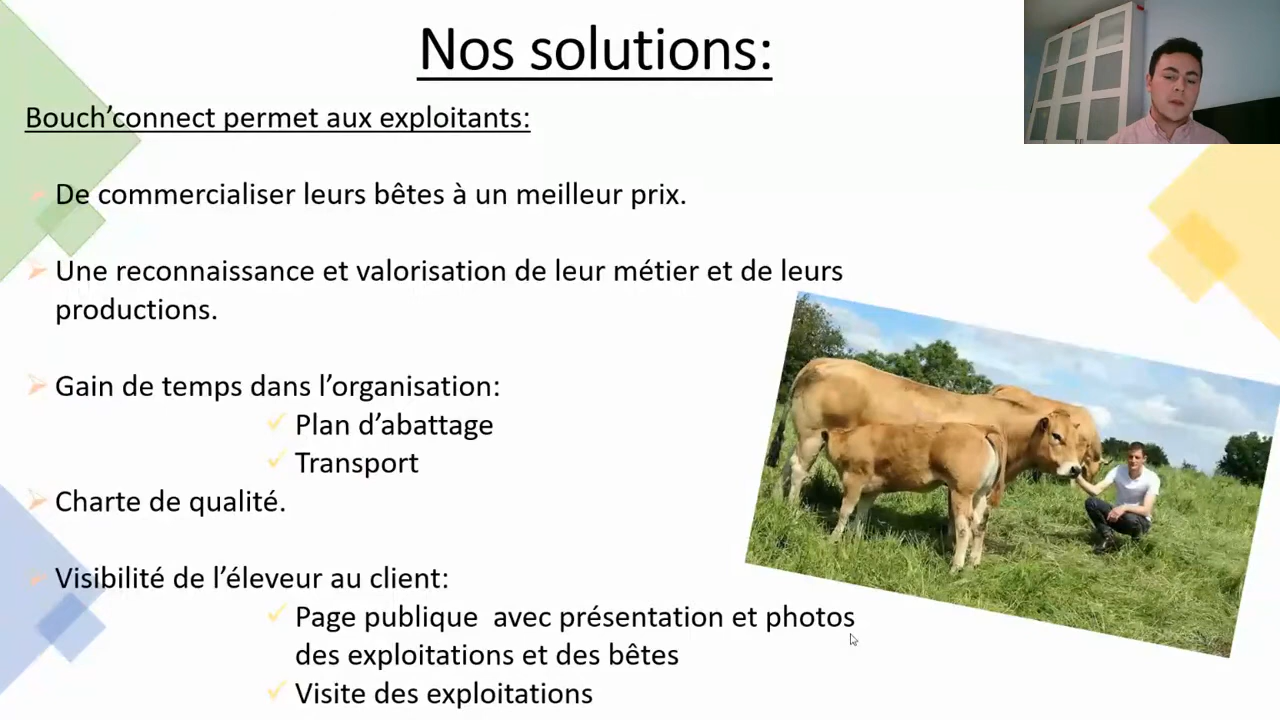 Nos solutions:
Bouch’connect permet aux exploitants:
De commercialiser leurs bêtes à un meilleur prix.
Une reconnaissance et valorisation de leur métier et de leurs
productions.
Gain de temps dans l’organisation:
Plan d’abattage
Transport
Charte de qualité.
Visibilité de l’éleveur au client:
Page publique  avec présentation et photos
des exploitations et des bêtes
Visite des exploitations